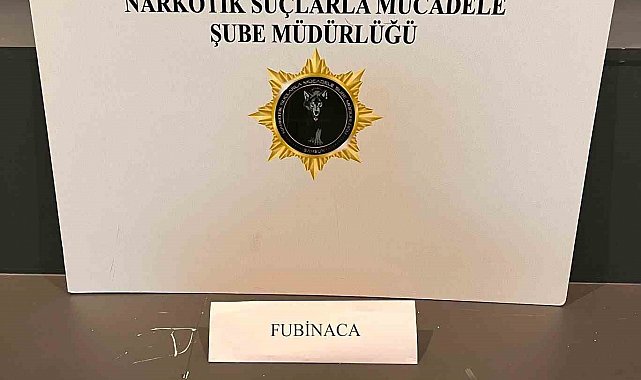 NARKOTİK SUÇLARLA MÜCADELE
ŞUBE MÜDÜRLÜĞÜ
FUBİNACA